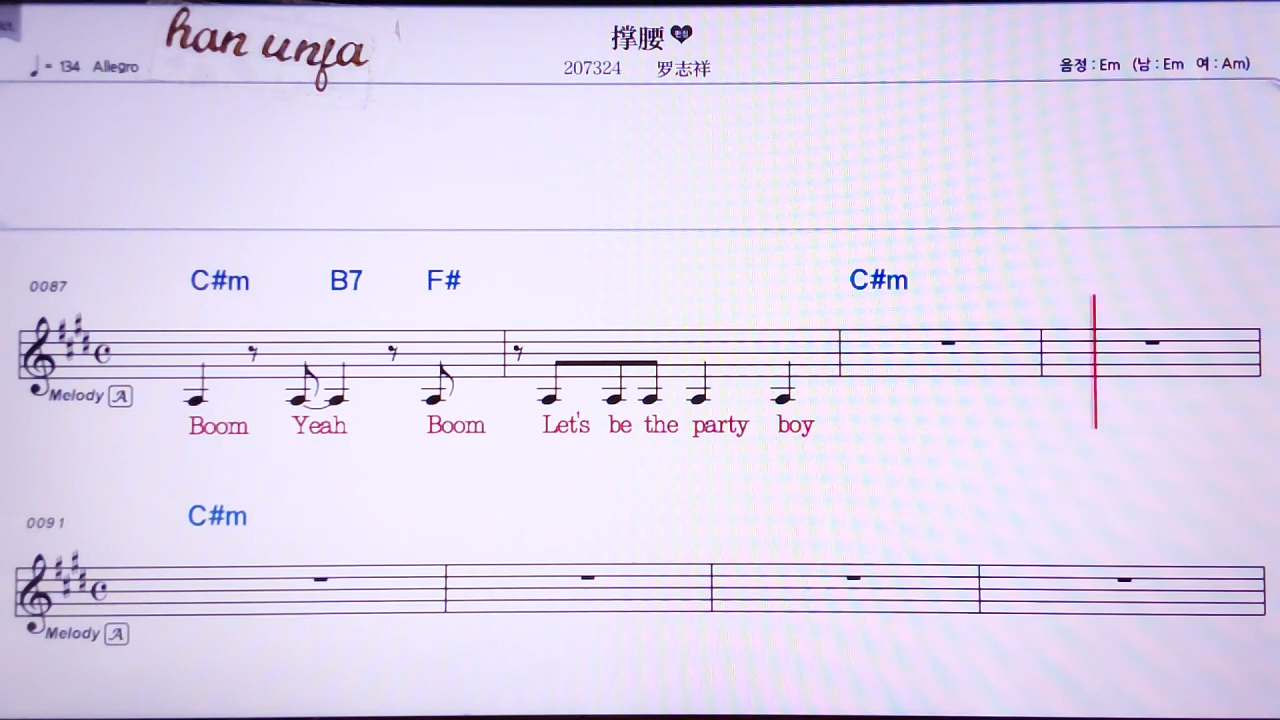 han unja
撑腰
♩= 134 Allegro
207324 罗志祥
음정 : Em (남 : Em 여 : Am)
0087
C#m B7 F# C#m
Melody A
Boom Yeah Boom Let's be the party boy
0091
C#m
Melody A